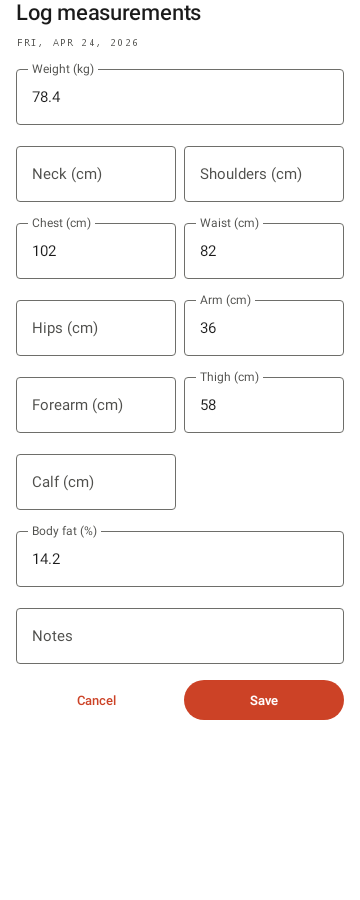 Log measurements
FRI, APR 24, 2026
Weight (kg)
78.4
Neck (cm)
Shoulders (cm)
Chest (cm)
Waist (cm)
102
82
Hips (cm)
Arm (cm)
36
Forearm (cm)
Thigh (cm)
58
Calf (cm)
Body fat (%)
14.2
Notes
Cancel
Save